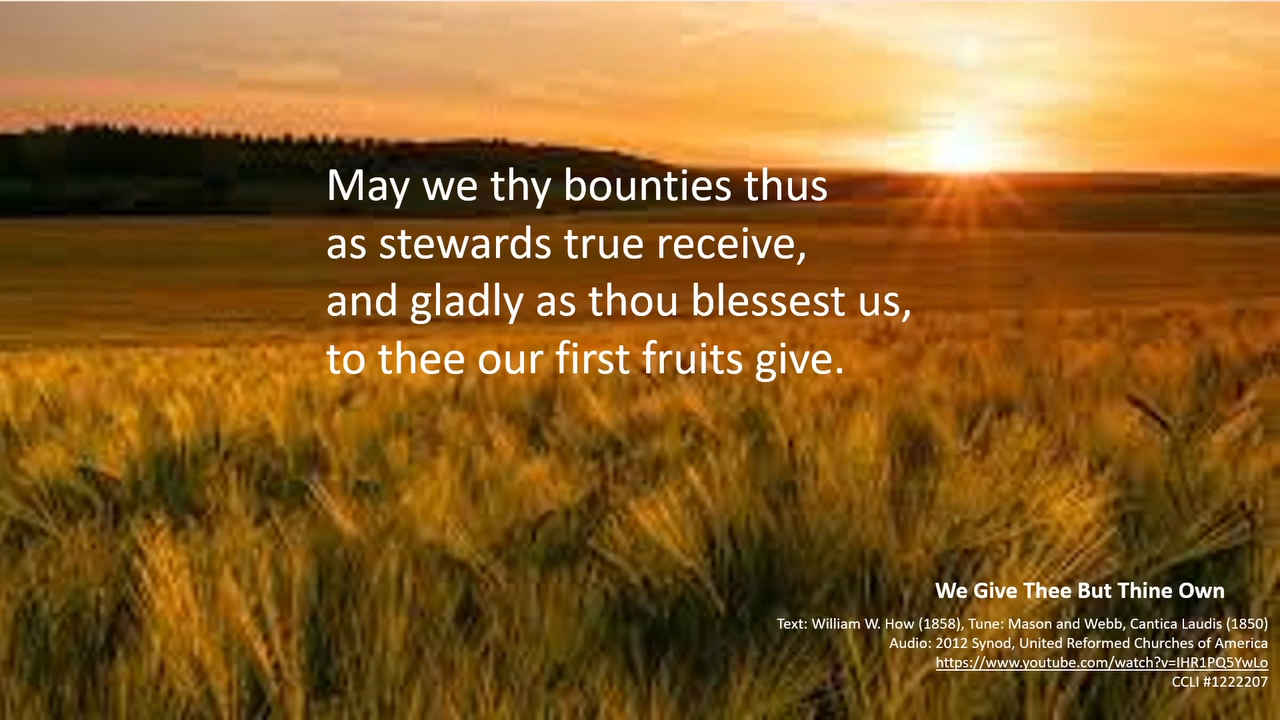 May we thy bounties thus
as stewards true receive,
and gladly as thou blessest us,
to thee our first fruits give.
We Give Thee But Thine Own
Text: William W. How (1858), Tune: Mason and Webb, Cantica Laudis (1850)
Audio: 2012 Synod, United Reformed Churches of America
https://www.youtube.com/watch?v=IHR1PQ5YwLo
CCLI #1222207